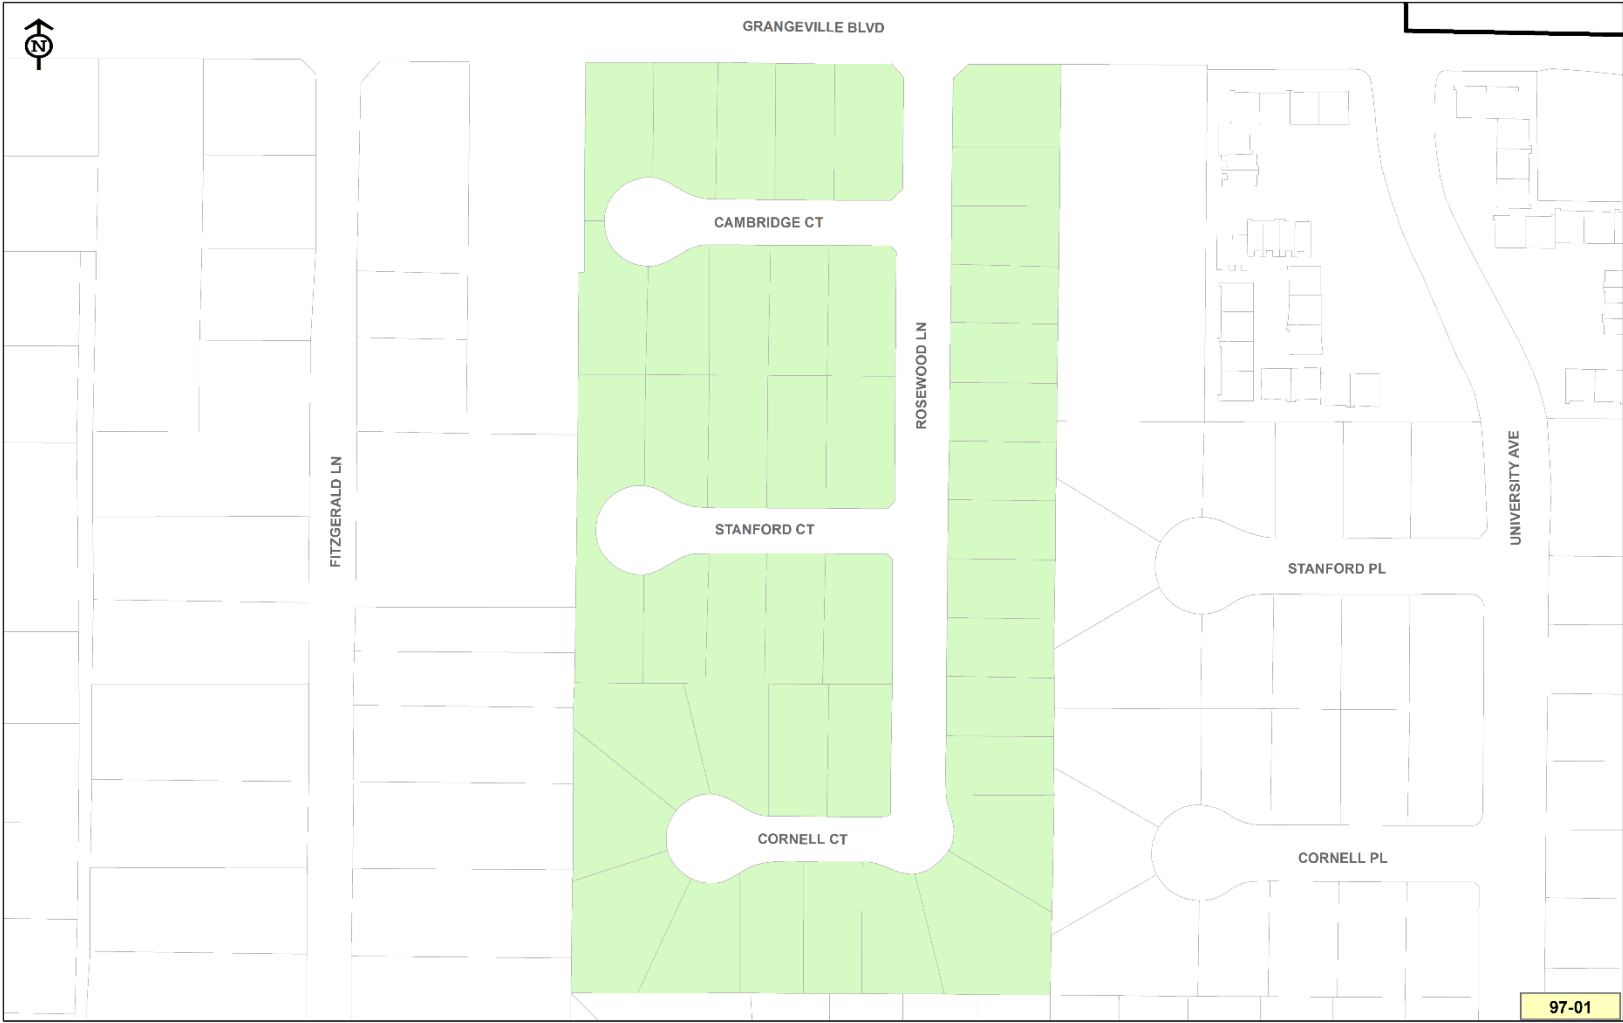 GRANGEVILLE BLVD
N
CAMBRIDGE CT
ROSEWOOD LN
FITZGERALD LN
UNIVERSITY AVE
STANFORD CT
STANFORD PL
CORNELL CT
CORNELL PL
97-01